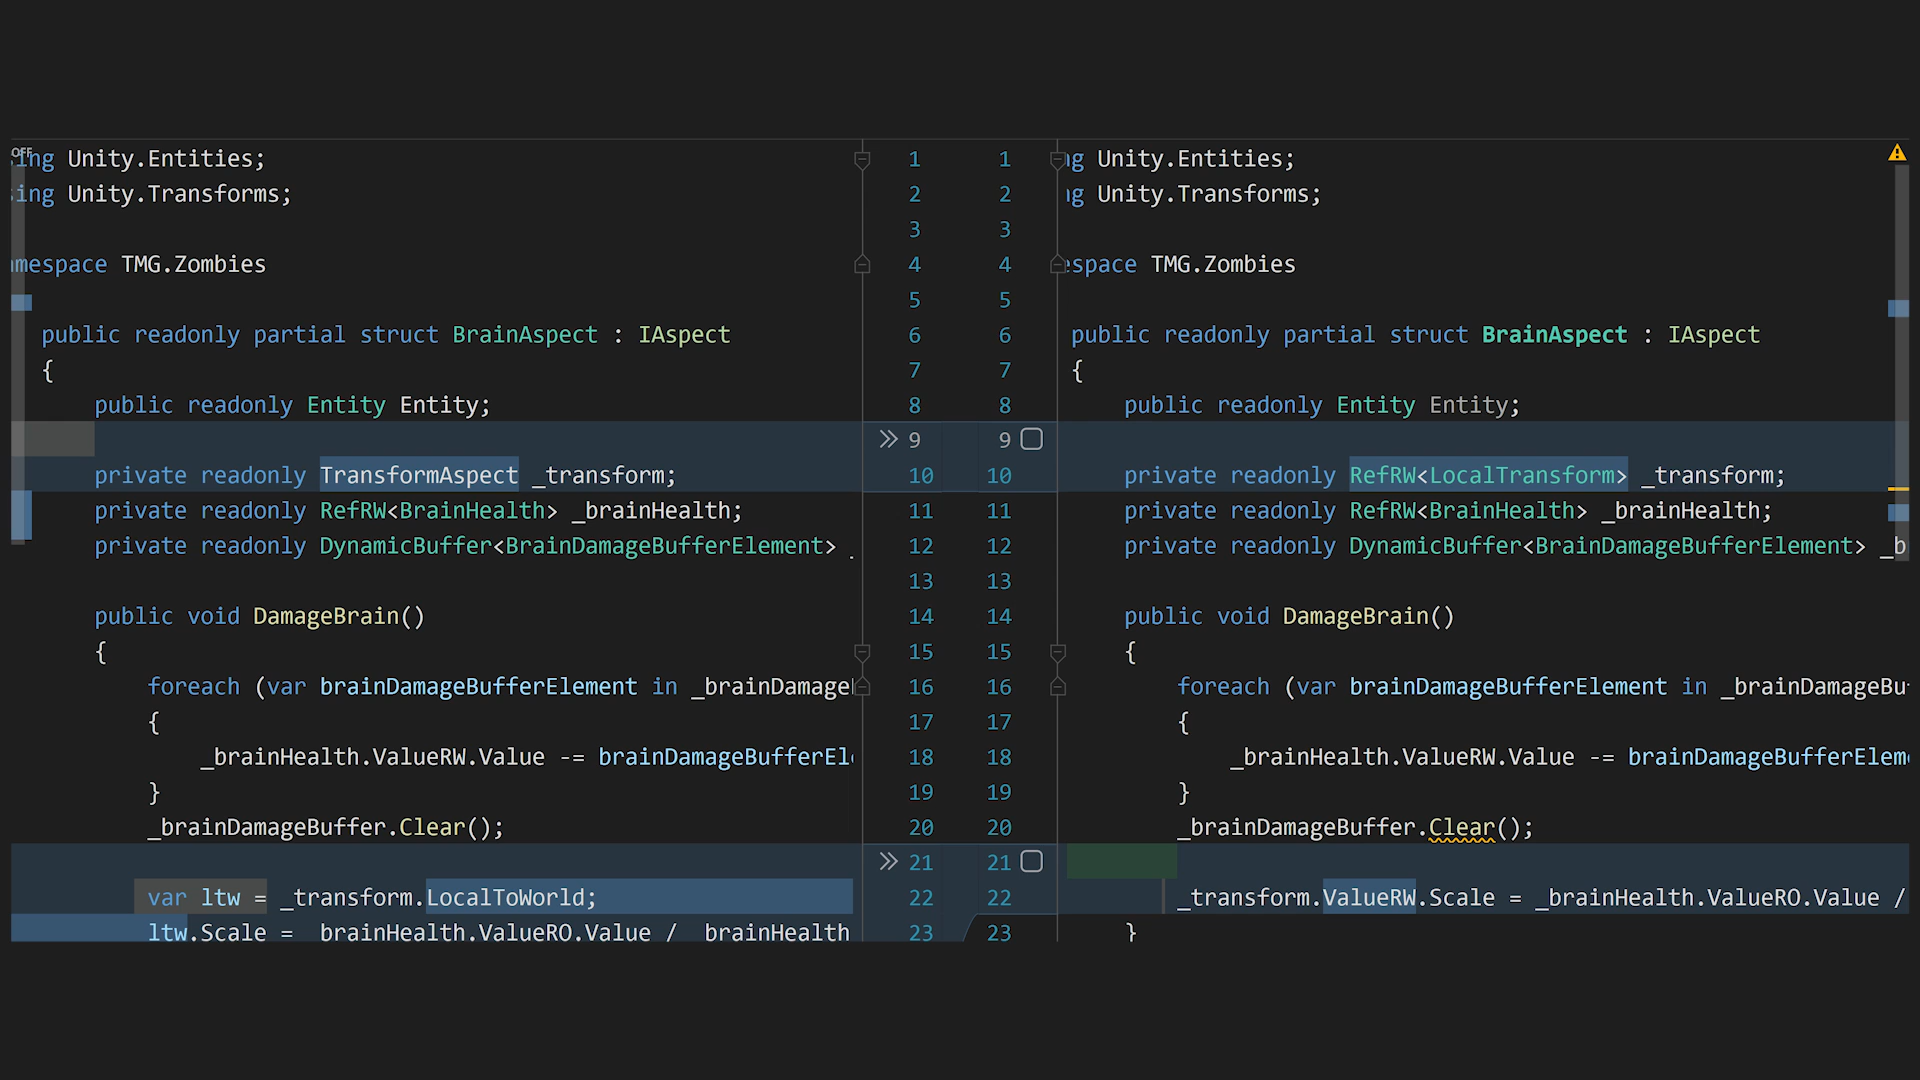 OFF
ing Unity.Entities;
ing Unity.Transforms;
mespace TMG.Zombies
public readonly partial struct BrainAspect : IAspect
{
public readonly Entity Entity;
private readonly TransformAspect _transform;
private readonly RefRW<BrainHealth> _brainHealth;
private readonly DynamicBuffer<BrainDamageBufferElement> _
public void DamageBrain()
{
foreach (var brainDamageBufferElement in _brainDamage
{
_brainHealth.ValueRW.Value -= brainDamageBufferEl
}
_brainDamageBuffer.Clear();
var ltw = _transform.LocalToWorld;
ltw.Scale = _brainHealth.ValueRO.Value / _brainHealth
1 1
2 2
3 3
4 4
5 5
6 6
7 7
8 8
9 9
10 10
11 11
12 12
13 13
14 14
15 15
16 16
17 17
18 18
19 19
20 20
21 21
22 22
23 23
ng Unity.Entities;
ng Unity.Transforms;
espace TMG.Zombies
public readonly partial struct BrainAspect : IAspect
{
public readonly Entity Entity;
private readonly RefRW<LocalTransform> _transform;
private readonly RefRW<BrainHealth> _brainHealth;
private readonly DynamicBuffer<BrainDamageBufferElement> _b
public void DamageBrain()
{
foreach (var brainDamageBufferElement in _brainDamageBu
{
_brainHealth.ValueRW.Value -= brainDamageBufferElem
}
_brainDamageBuffer.Clear();
_transform.ValueRW.Scale = _brainHealth.ValueRO.Value /
}